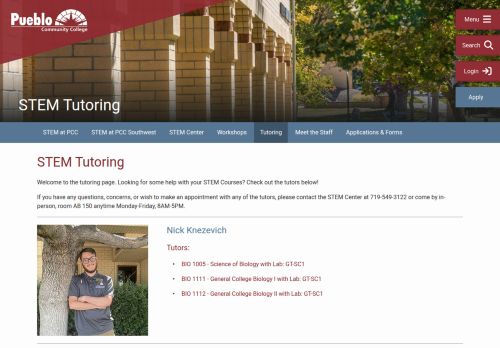 Pueblo
Community College
Menu
Search
Login
Apply
STEM Tutoring
STEM at PCC STEM at PCC Southwest STEM Center Workshops Tutoring Meet the Staff Applications & Forms
STEM Tutoring
Welcome to the tutoring page. Looking for some help with your STEM Courses? Check out the tutors below!
If you have any questions, concerns, or wish to make an appointment with any of the tutors, please contact the STEM Center at 719-549-3122 or come by in-
person, room AB 150 anytime Monday-Friday, 8AM-5PM.
Nick Knezevich
Tutors:
• BIO 1005 - Science of Biology with Lab: GT-SC1
• BIO 1111 - General College Biology I with Lab: GT-SC1
• BIO 1112 - General College Biology II with Lab: GT-SC1